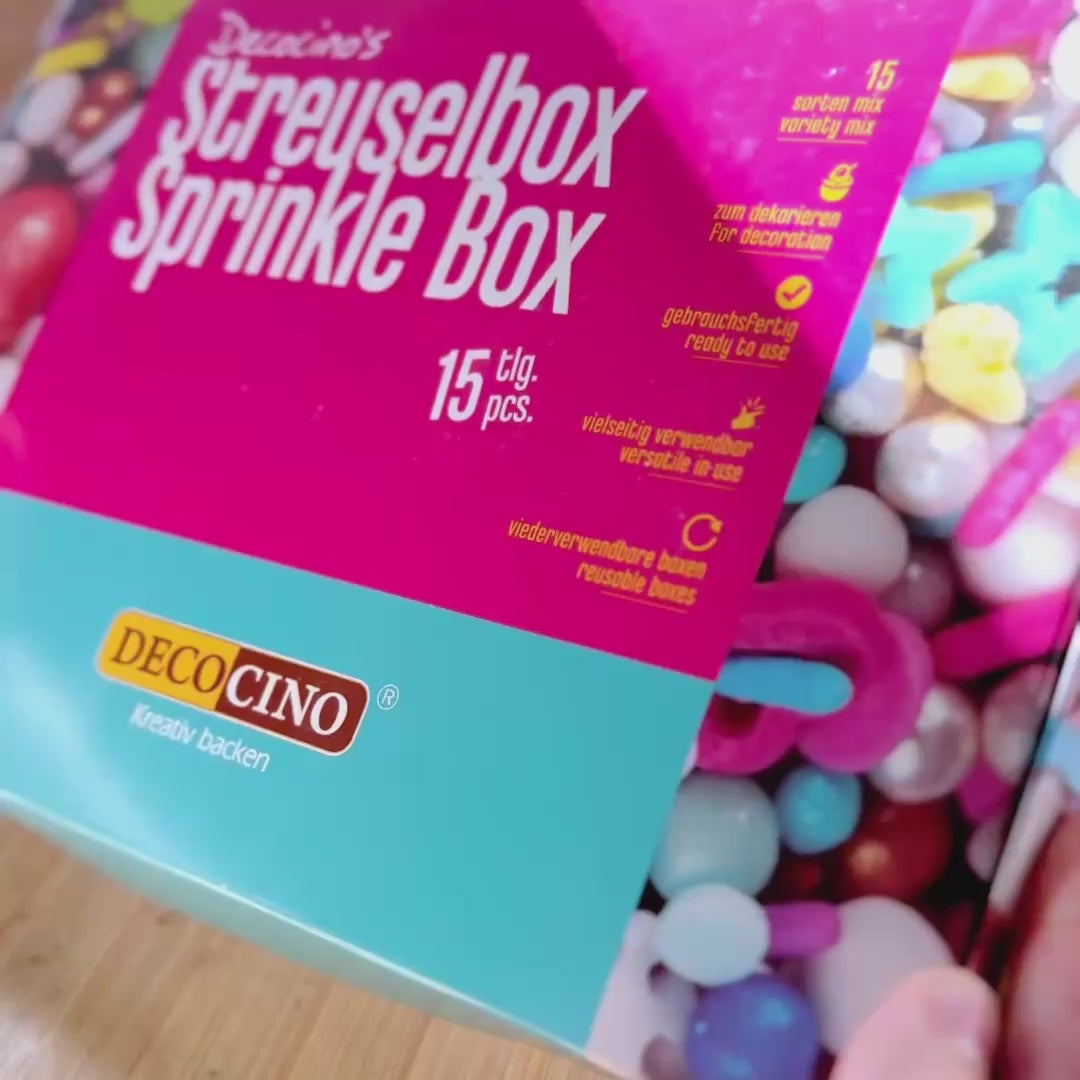 Decocino's
Streuselbox
Sprinkle Box
15 tlg.
pcs.
15
sorten mix
variety mix
zum dekorieren
for decoration
gebrauchsfertig
ready to use
vielseitig verwendbar
versatile in use
viederverwendbare boxen
reusable boxes
DECOCINO®
Kreativ backen